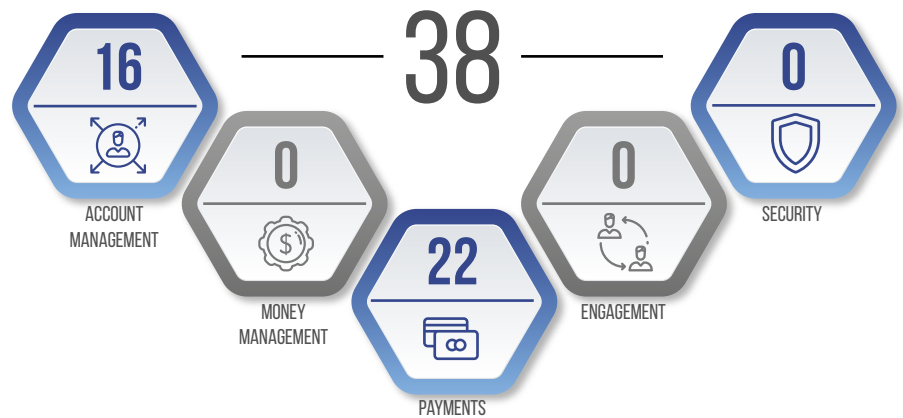 38
16
ACCOUNT
MANAGEMENT
0
$
MONEY
MANAGEMENT
22
PAYMENTS
0
ENGAGEMENT
0
SECURITY